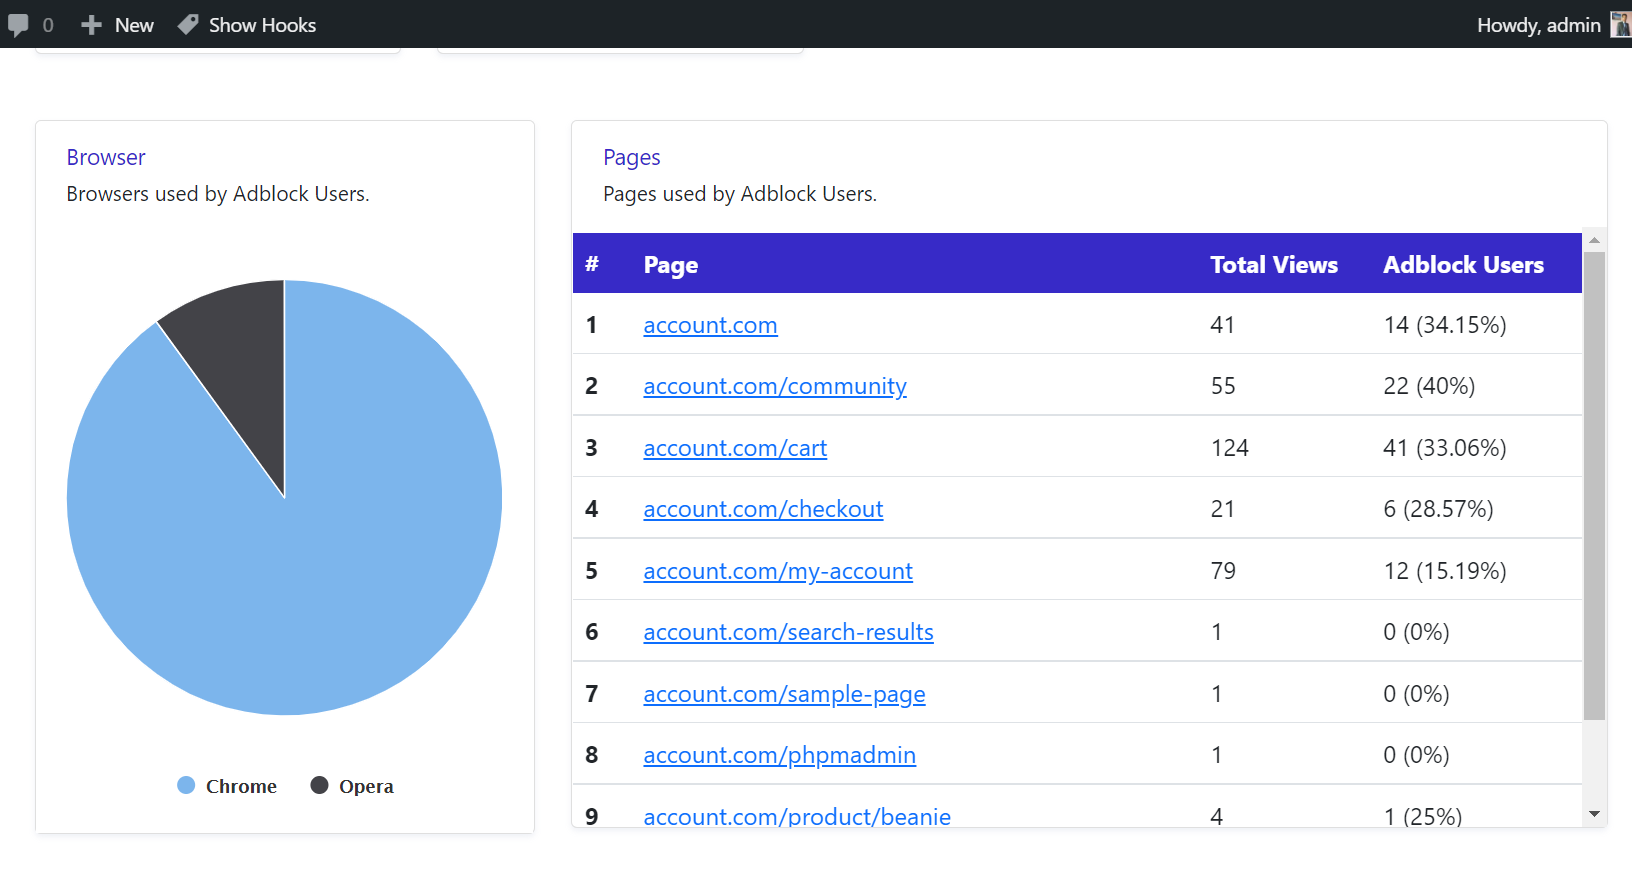 0 New Show Hooks Howdy, admin
Browser
Browsers used by Adblock Users.
Chrome Opera
Pages
Pages used by Adblock Users.
# Page Total Views Adblock Users
1 account.com 41 14 (34.15%)
2 account.com/community 55 22 (40%)
3 account.com/cart 124 41 (33.06%)
4 account.com/checkout 21 6 (28.57%)
5 account.com/my-account 79 12 (15.19%)
6 account.com/search-results 1 0 (0%)
7 account.com/sample-page 1 0 (0%)
8 account.com/phpmadmin 1 0 (0%)
9 account.com/product/beanie 4 1 (25%)